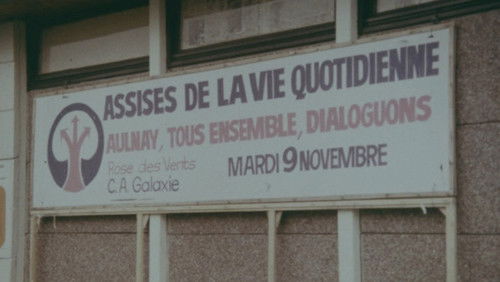 ASSISES DE LA VIE QUOTIDIENNE
AULNAY, TOUS ENSEMBLE, DIALOGUONS
Rose des Vents
C.A. Galaxie
MARDI 9 NOVEMBRE